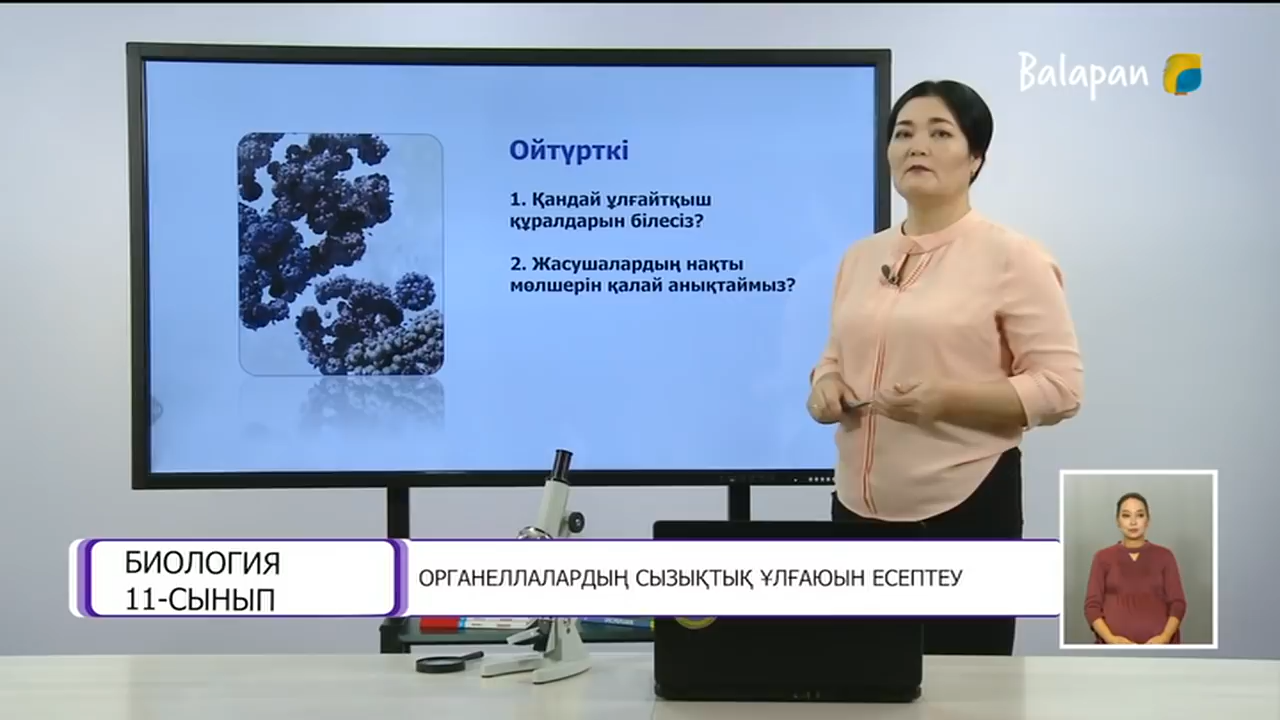 Balapan
Ойтүрткі
1. Қандай ұлғайтқыш
құралдарын білесіз?
2. Жасушалардың нақты
мөлшерін қалай анықтаймыз?
БИОЛОГИЯ
11-СЫНЫП
ОРГАНЕЛЛАЛАРДЫҢ СЫЗЫҚТЫҚ ҰЛҒАЮЫН ЕСЕПТЕУ